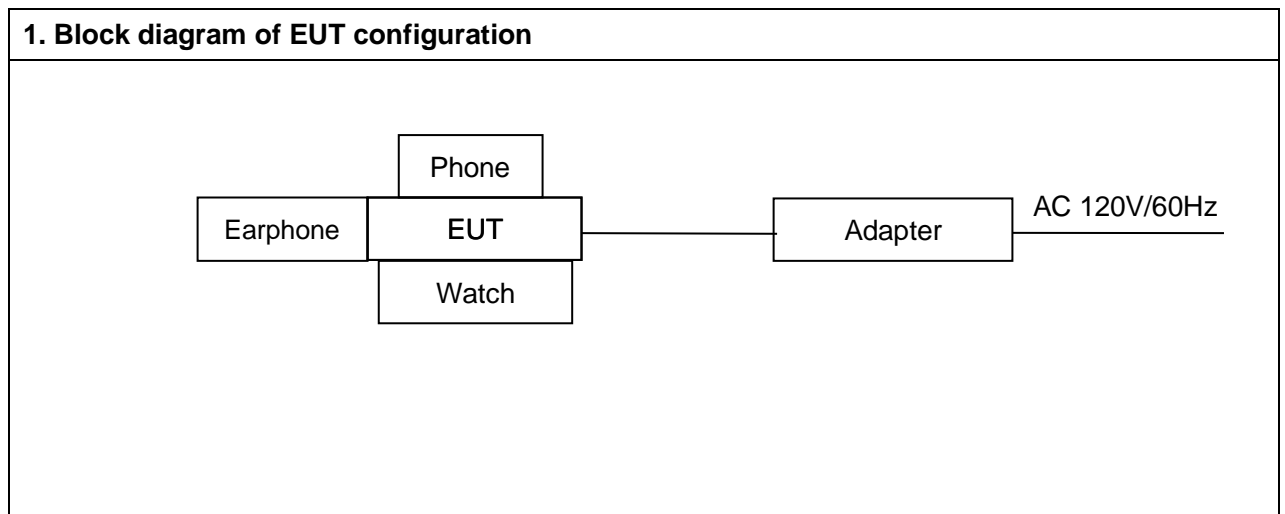 1. Block diagram of EUT configuration
Phone
Earphone
EUT
Adapter
AC 120V/60Hz
Watch